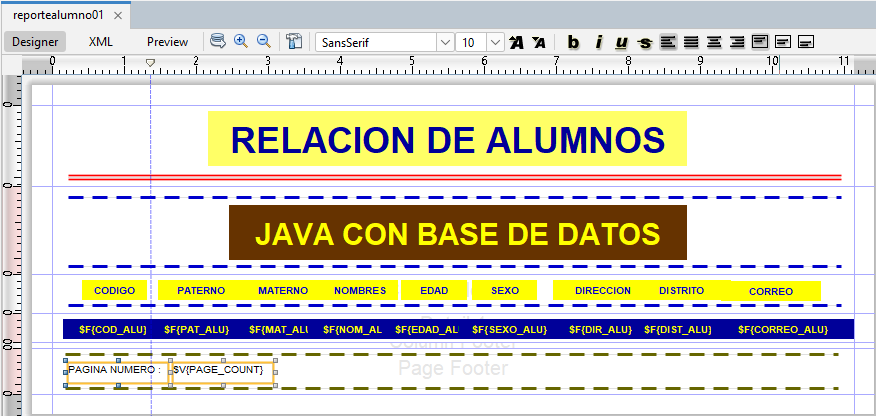 reportealumno01
Designer XML Preview SansSerif 10 A A b i u s
0 1 2 3 4 5 6 7 8 9 10 11
RELACION DE ALUMNOS
JAVA CON BASE DE DATOS
CODIGO PATERNO MATERNO NOMBRES EDAD SEXO DIRECCION DISTRITO CORREO
$F{COD_ALU} $F{PAT_ALU} $F{MAT_ALU $F{NOM_AL $F{EDAD_AL $F{SEXO_ALU} $F{DIR_ALU} $F{DIST_ALU} $F{CORREO_ALU}
Column Footer
PAGINA NUMERO : $V{PAGE_COUNT} Page Footer